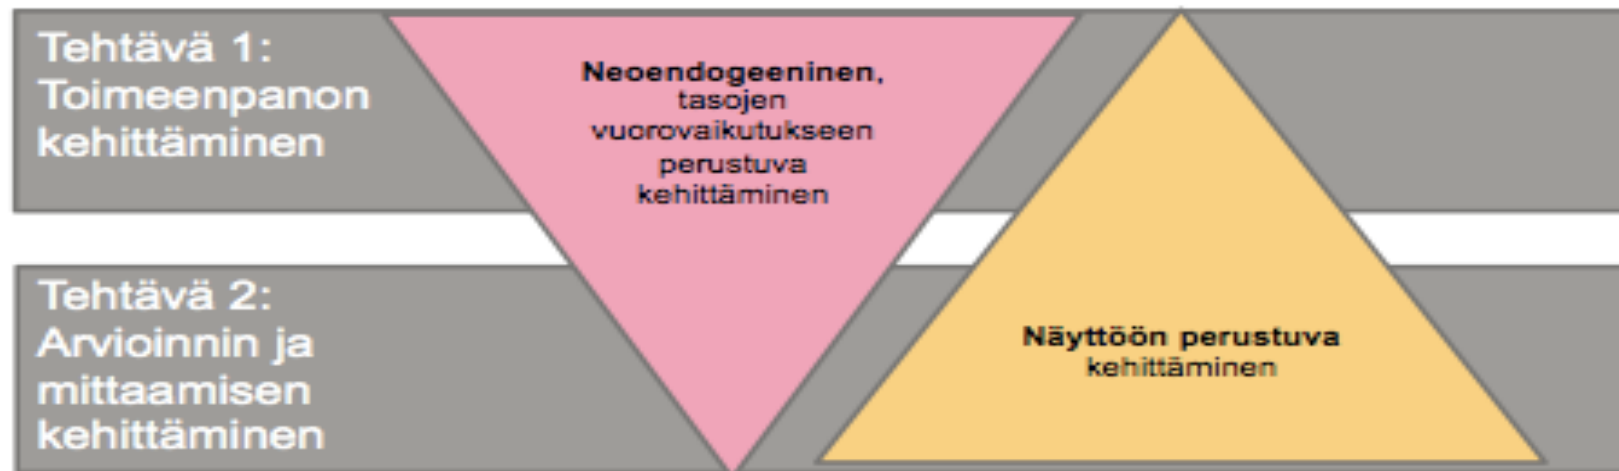 Tehtävä 1:
Toimeenpanon
kehittäminen
Neoendogeeninen,
tasojen
vuorovaikutukseen
perustuva
kehittäminen
Tehtävä 2:
Arvioinnin ja
mittaamisen
kehittäminen
Näyttöön perustuva
kehittäminen